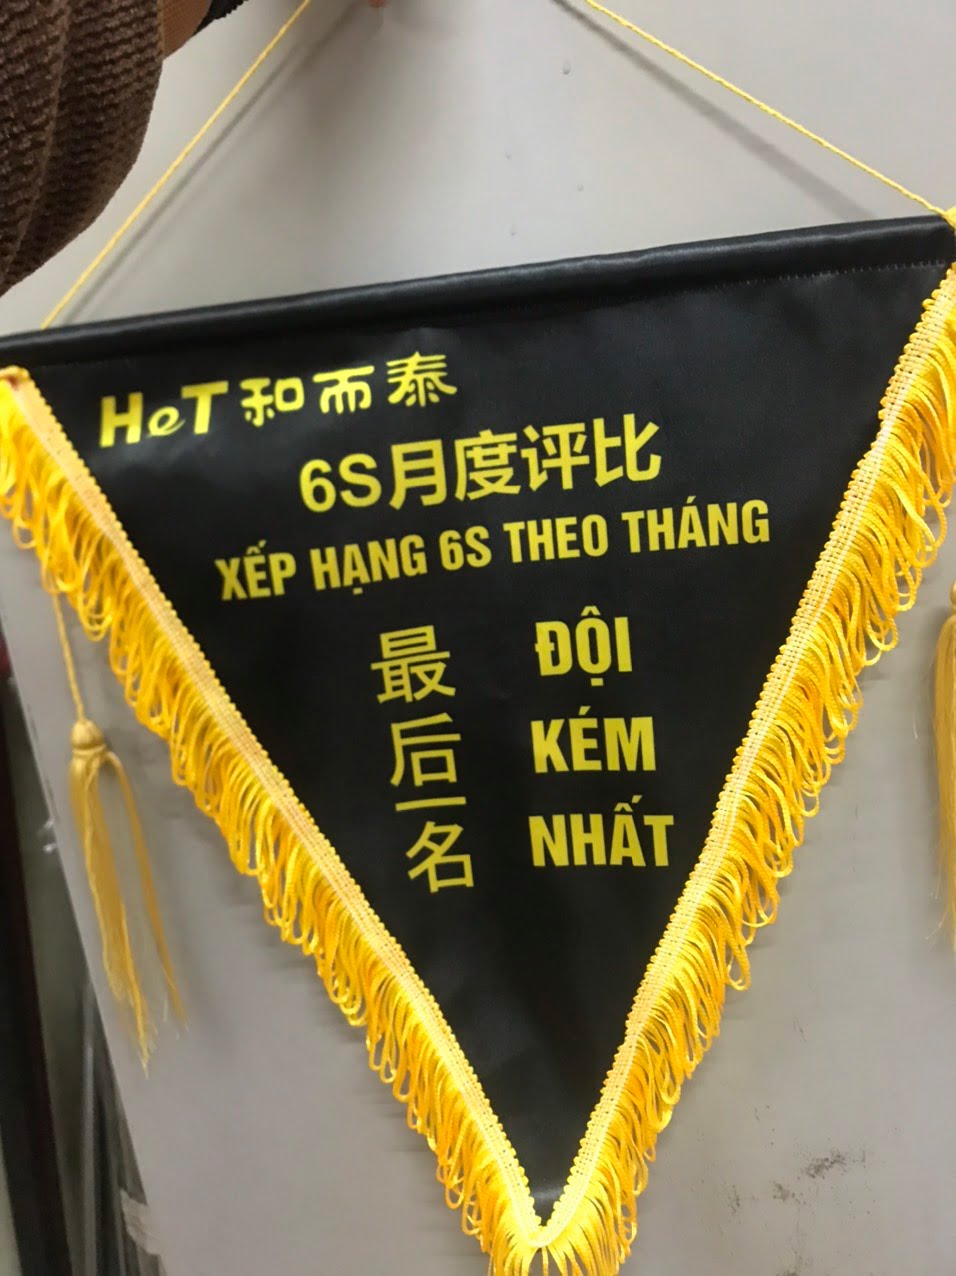 HeT 和而泰
6S月度评比
XẾP HẠNG 6S THEO THÁNG
最后一名
ĐỘI
KÉM
NHẤT